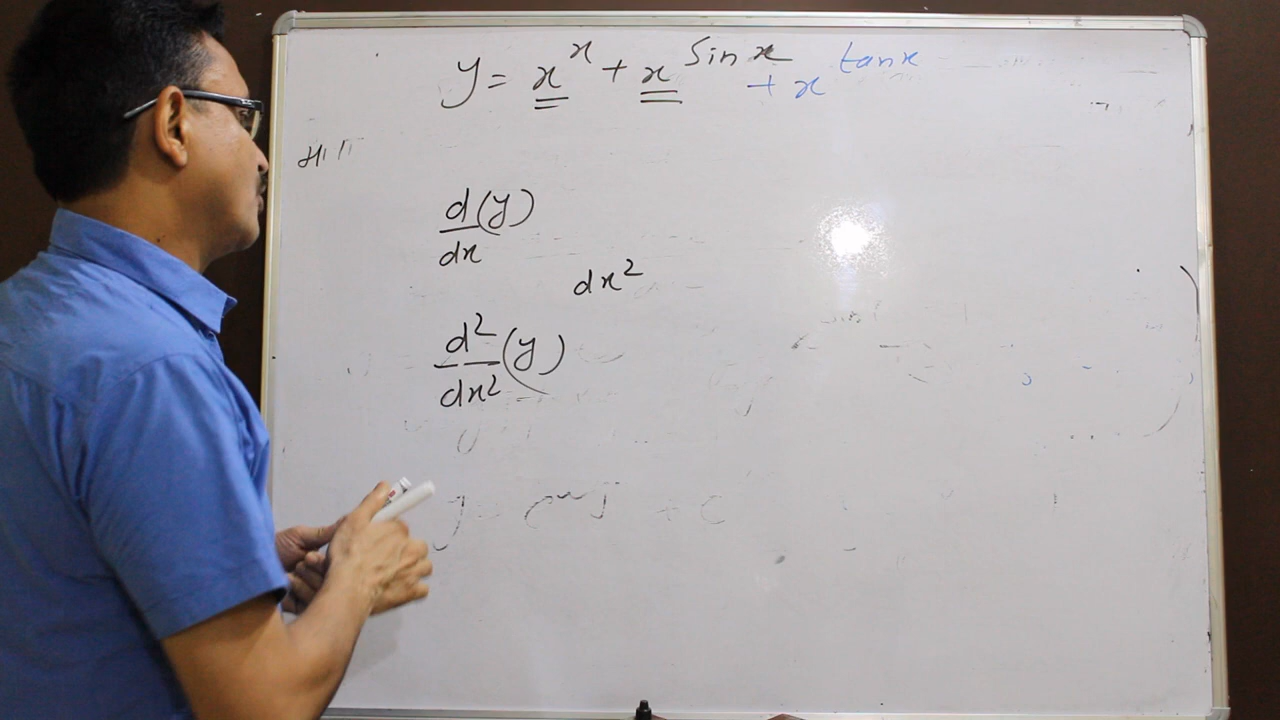 y = x^x + x^sin x + x^tan x
d/dx (y)
dx²
d²/dx² (y)